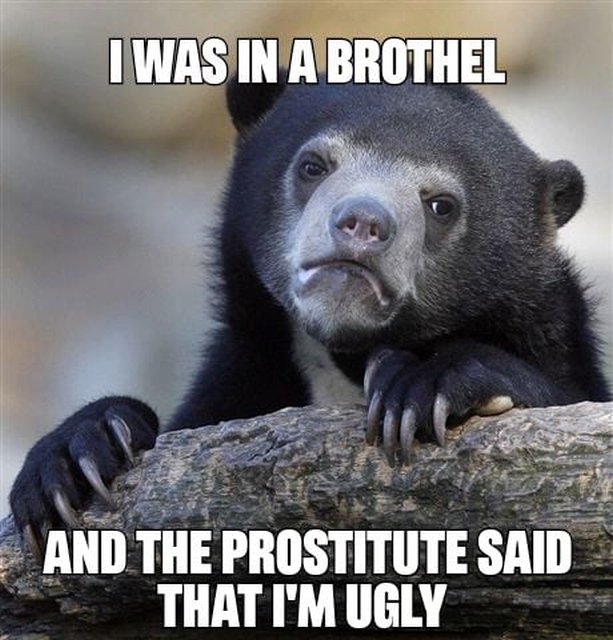 I WAS IN A BROTHEL
AND THE PROSTITUTE SAID
THAT I'M UGLY